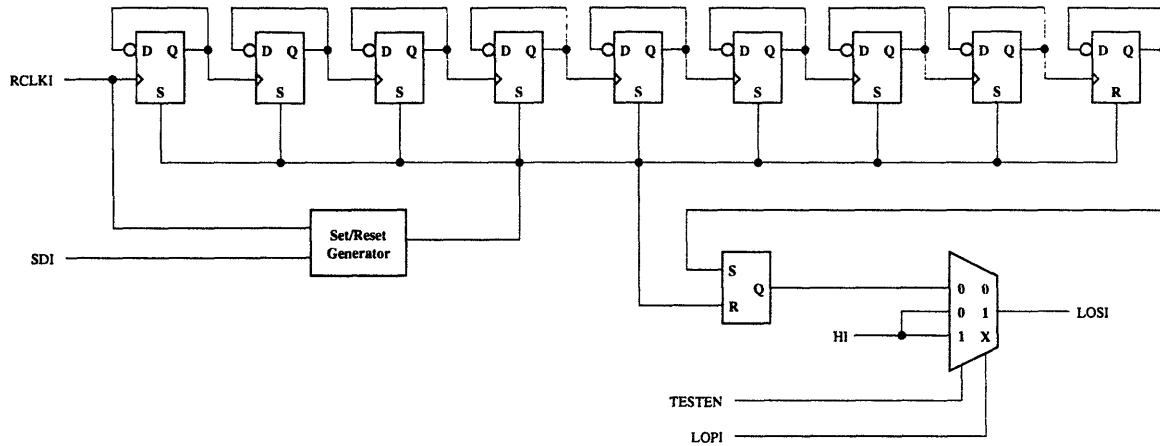 D Q D Q D Q D Q D Q D Q D Q D Q D Q
RCLKI
S S S S S S S S R
Set/Reset
Generator
SDI
S
Q
R
0 0
0 1
1 X
LOSI
HI
TESTEN
LOPI